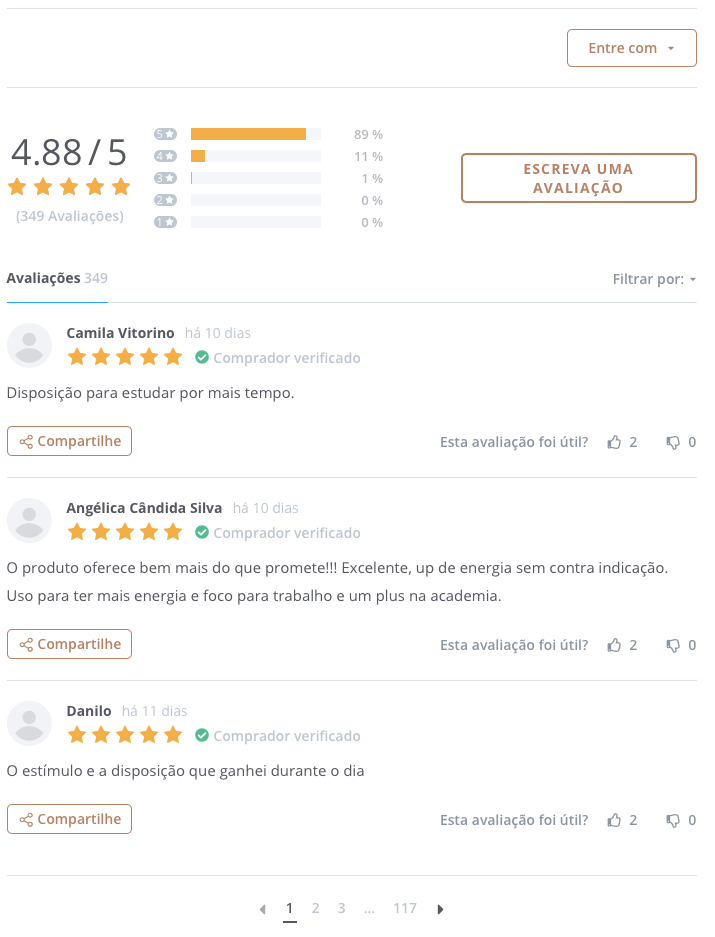 Entre com
4.88 / 5
(349 Avaliações)
5
89 %
4
11 %
3
1 %
2
0 %
1
0 %
ESCREVA UMA
AVALIAÇÃO
Avaliações 349
Filtrar por:
Camila Vitorino há 10 dias
Comprador verificado
Disposição para estudar por mais tempo.
Compartilhe
Esta avaliação foi útil? 2 0
Angélica Cândida Silva há 10 dias
Comprador verificado
O produto oferece bem mais do que promete!!! Excelente, up de energia sem contra indicação.
Uso para ter mais energia e foco para trabalho e um plus na academia.
Compartilhe
Esta avaliação foi útil? 2 0
Danilo há 11 dias
Comprador verificado
O estímulo e a disposição que ganhei durante o dia
Compartilhe
Esta avaliação foi útil? 2 0
1 2 3 ... 117